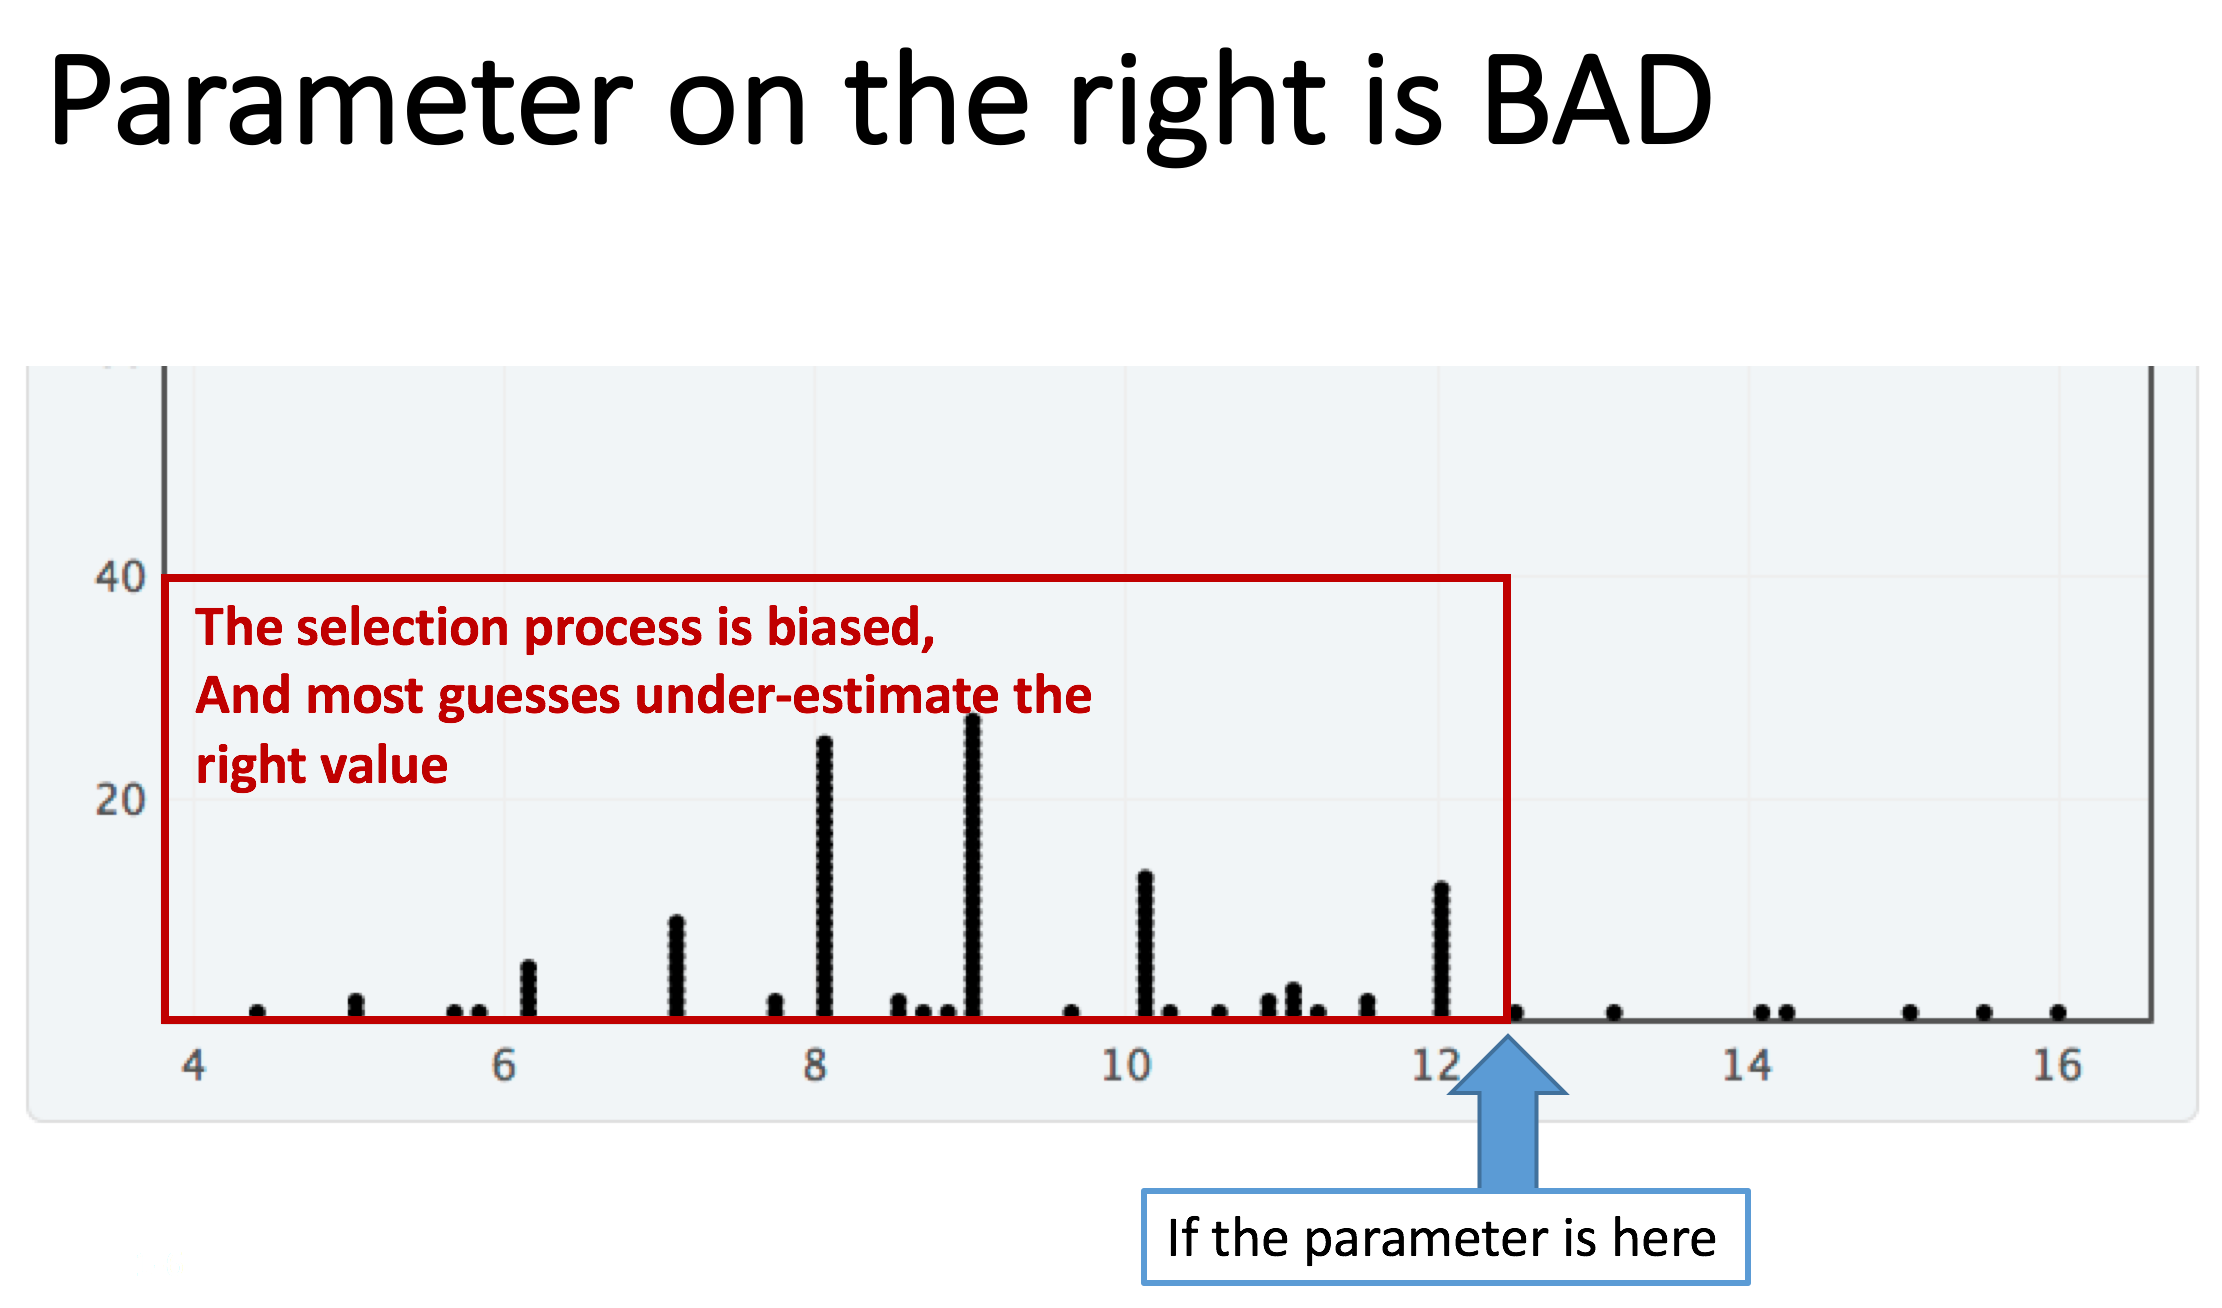 Parameter on the right is BAD
40
The selection process is biased,
And most guesses under-estimate the
right value
20
4 6 8 10 12 14 16
If the parameter is here